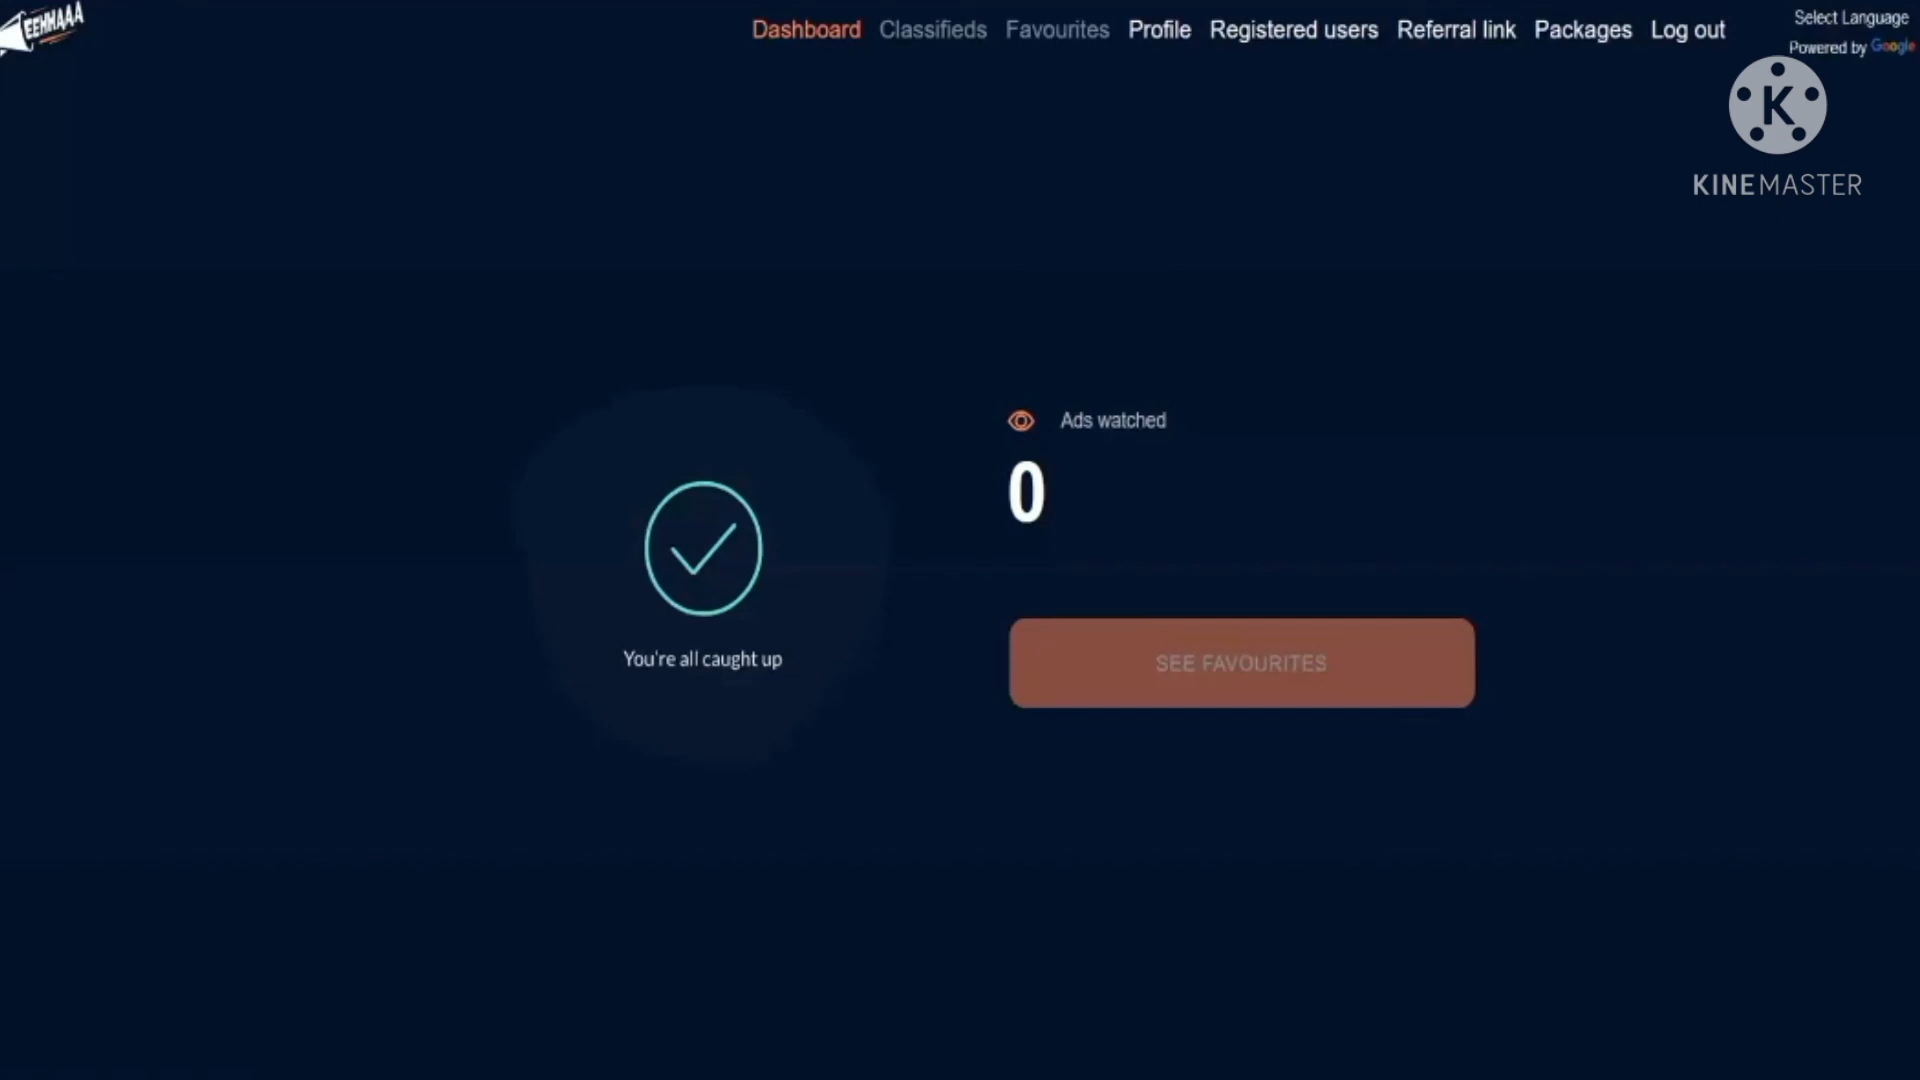 EEHHAAA
Dashboard Classifieds Favourites Profile Registered users Referral link Packages Log out
Select Language
Powered by Google
K
KINEMASTER
Ads watched
0
You're all caught up
SEE FAVOURITES